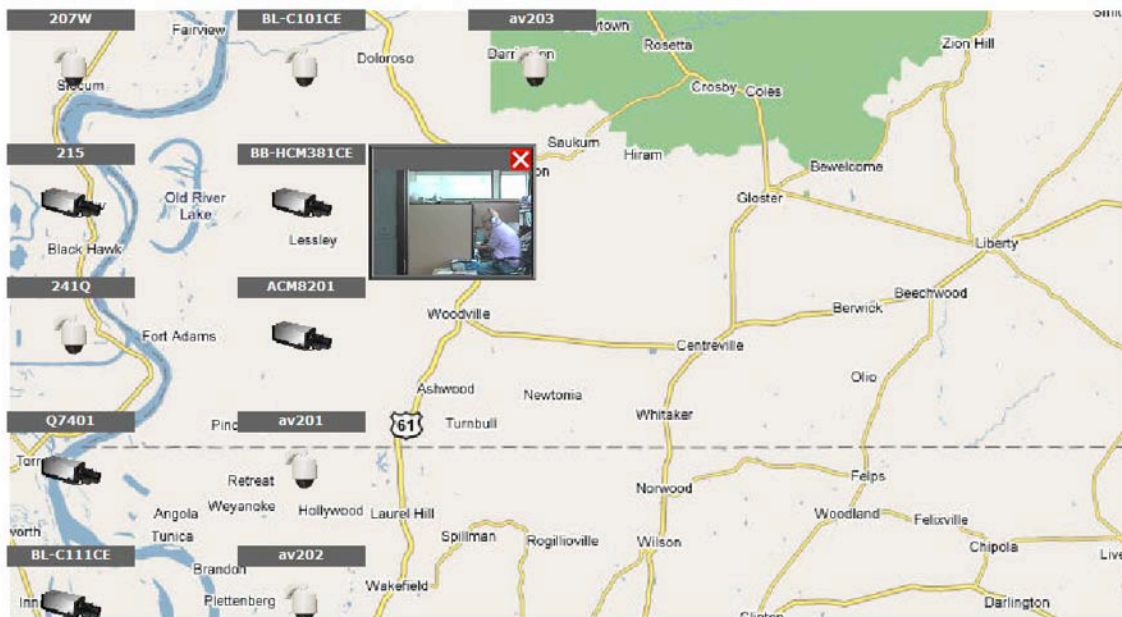 207W
BL-C101CE
av203
Fairview
Doloroso
Rosetta
Zion Hill
Crosby
Coles
215
BB-HCM381CE
Saukum
Hiram
Bewelcome
Old River
Lake
Gloster
Lessley
Black Hawk
Liberty
241Q
ACM8201
Beechwood
Berwick
Woodville
Fort Adams
Centreville
Olio
Ashwood
Newtonia
Whitaker
Q7401
av201
61
Turnbull
Retreat
Felps
Norwood
Angola
Weyanoke
Hollywood
Laurel Hill
Woodland
Felixville
Tunica
Spillman
Rogillioville
Wilson
Chipola
BL-C111CE
av202
Brandon
Wakefield
Plettenberg
Darlington
Clinton